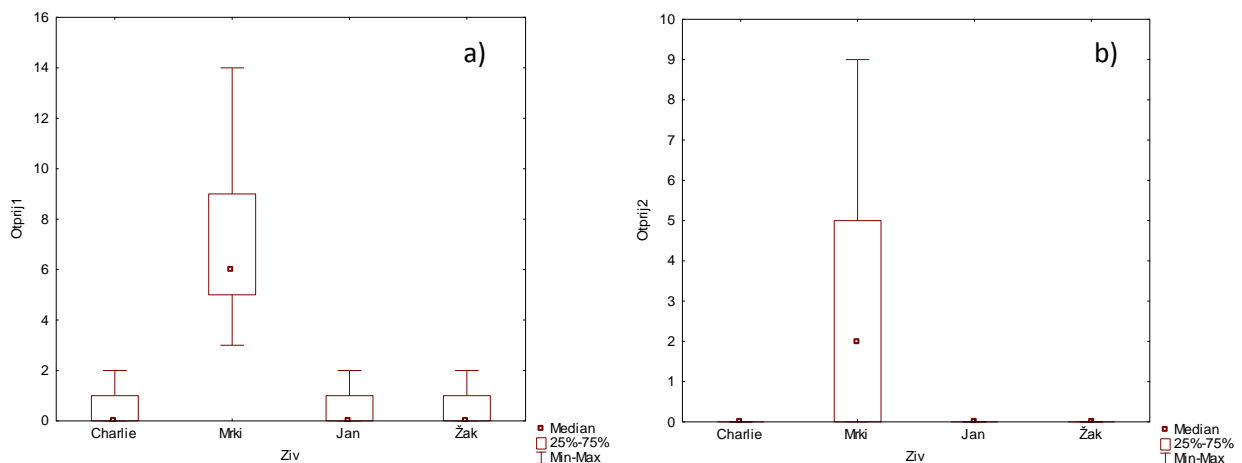 a)
16
14
12
10
8
6
4
2
0
Otprij1
Charlie
Mrki
Jan
Žak
Ziv
Median
25%-75%
Min-Max
b)
10
9
8
7
6
5
4
3
2
1
0
Otprij2
Charlie
Mrki
Jan
Žak
Ziv
Median
25%-75%
Min-Max